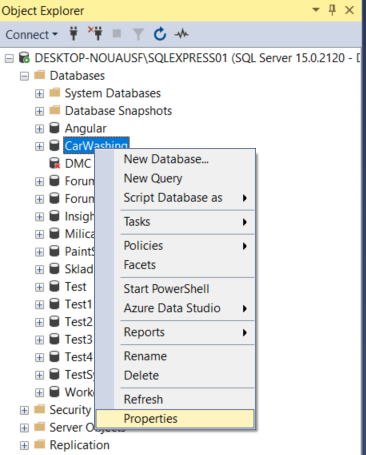 Object Explorer
Connect
DESKTOP-NOUAUSF\SQLEXPRESS01 (SQL Server 15.0.2120 -
Databases
System Databases
Database Snapshots
Angular
CarWashing
DMC
Forum
Forum
Insigh
Milica
PaintS
Sklad
Test
Test1
Test2
Test3
Test4
TestS
Work
Security
Server Objects
Replication
New Database...
New Query
Script Database as
Tasks
Policies
Facets
Start PowerShell
Azure Data Studio
Reports
Rename
Delete
Refresh
Properties